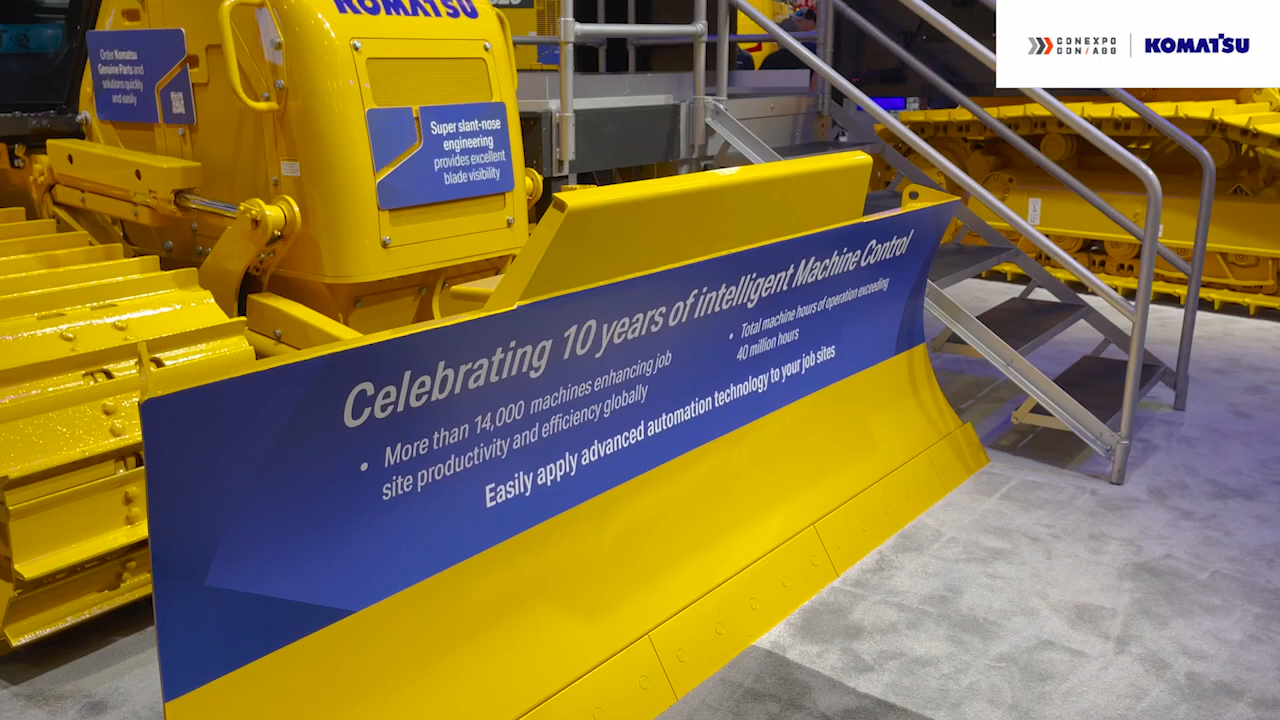 KOMATSU
CONEXPO
CON/AGG
KOMATSU
Order Komatsu
Genuine Parts and
solutions quickly
and easily
Super slant-nose
engineering
provides excellent
blade visibility
Celebrating 10 years of intelligent Machine Control
• More than 14,000 machines enhancing job
site productivity and efficiency globally
• Total machine hours of operation exceeding
40 million hours
Easily apply advanced automation technology to your job sites